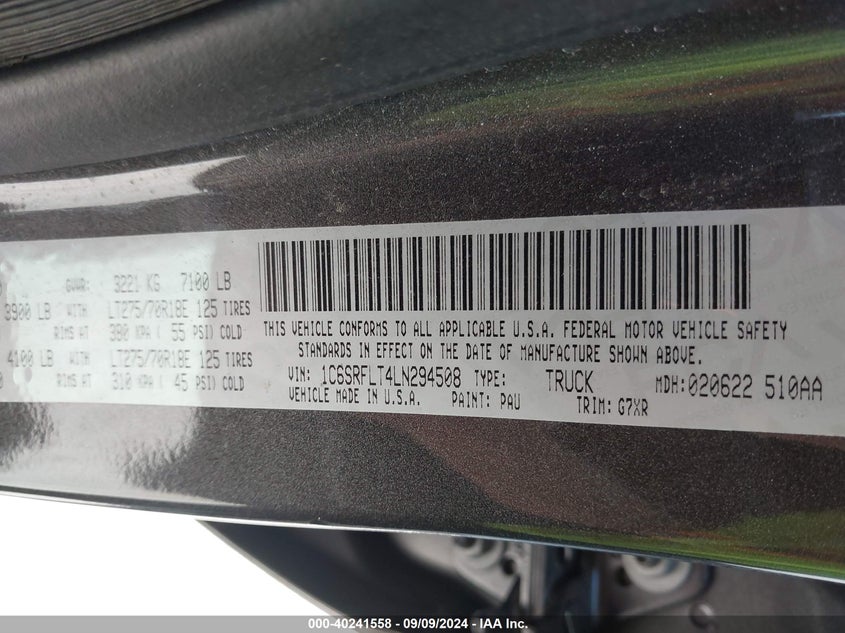 GVWR: 3221 KG 7100 LB
3900 LB WITH LT275/70R18E 125 TIRES
RIMS AT 380 KPA ( 55 PSI) COLD
4100 LB WITH LT275/70R18E 125 TIRES
RIMS AT 310 KPA ( 45 PSI) COLD
THIS VEHICLE CONFORMS TO ALL APPLICABLE U.S.A. FEDERAL MOTOR VEHICLE SAFETY
STANDARDS IN EFFECT ON THE DATE OF MANUFACTURE SHOWN ABOVE.
VIN: 1C6SRFLT4LN294508 TYPE: TRUCK MDH:020622 510AA
VEHICLE MADE IN U.S.A. PAINT: PAU TRIM: G7XR
000-40241558 - 09/09/2024 - © IAA Inc.